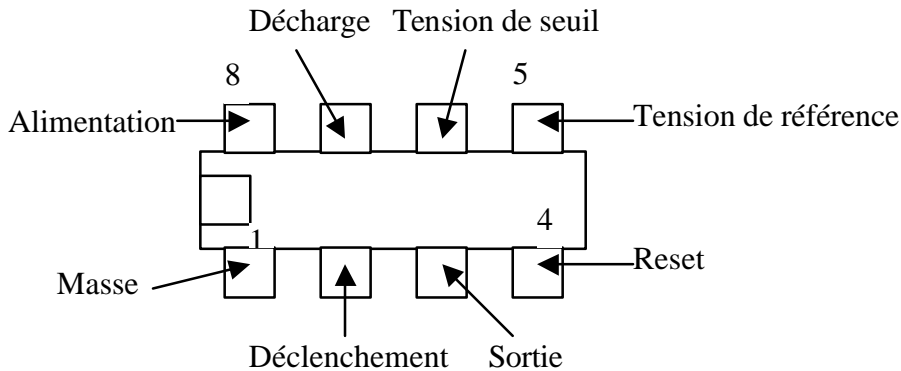 Décharge Tension de seuil
8 5
Alimentation Tension de référence
1 4
Masse Reset
Déclenchement Sortie